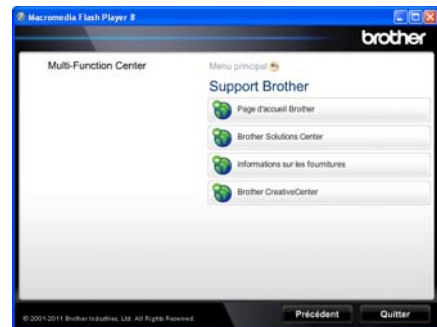 Macromedia Flash Player 8
brother
Multi-Function Center
Menu principal
Support Brother
Page d'accueil Brother
Brother Solutions Center
Informations sur les fournitures
Brother CreativeCenter
© 2001-2011 Brother Industries, Ltd. All Rights Reserved.
Précédent
Quitter